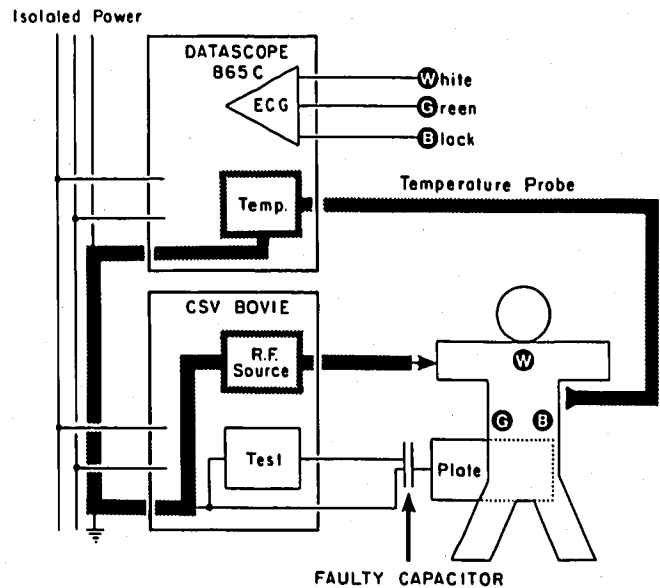 Isolated Power
DATASCOPE
865C
ECG
White
Green
Black
Temp.
Temperature Probe
CSV BOVIE
R.F.
Source
W
G
B
Test
Plate
FAULTY CAPACITOR